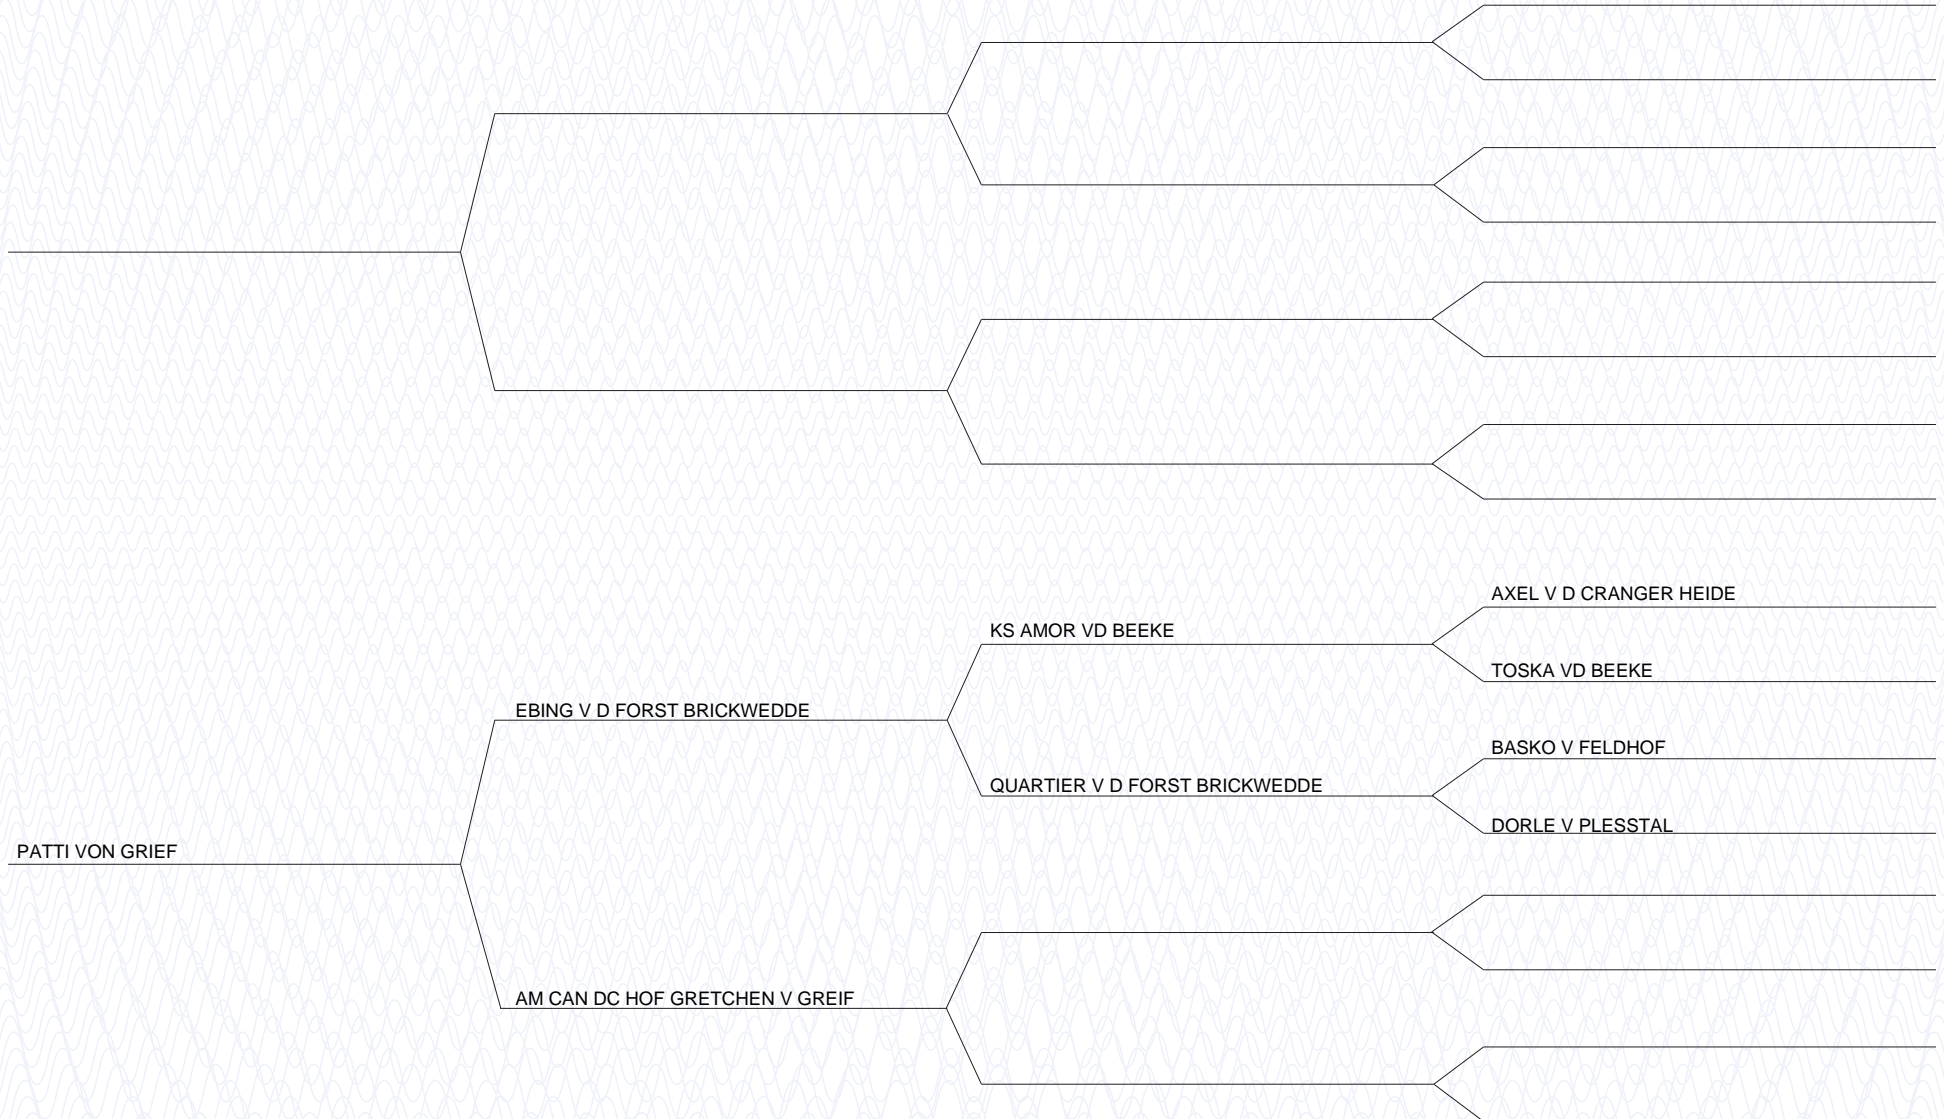 AXEL V D CRANGER HEIDE
KS AMOR VD BEEKE
TOSKA VD BEEKE
EBING V D FORST BRICKWEDDE
BASKO V FELDHOF
QUARTIER V D FORST BRICKWEDDE
DORLE V PLESSTAL
PATTI VON GRIEF
AM CAN DC HOF GRETCHEN V GREIF